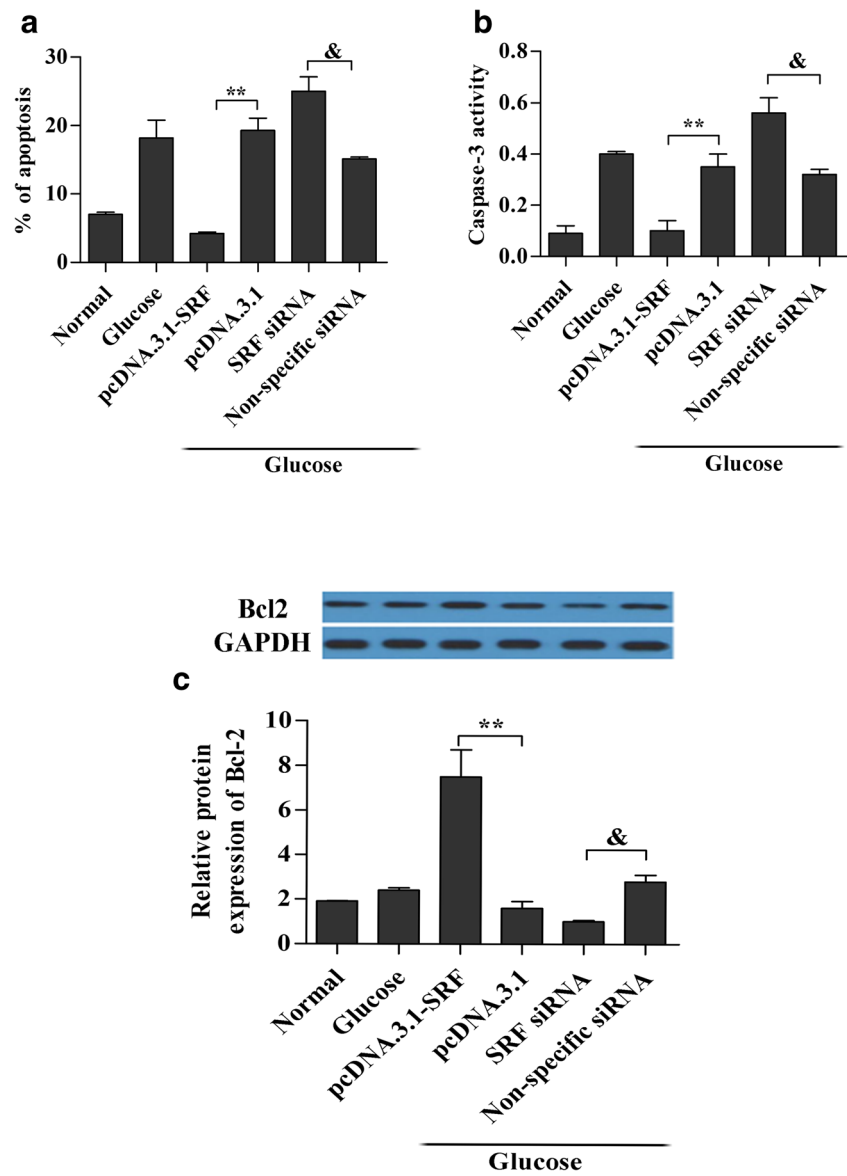 a
% of apoptosis
30
20
10
0
**
&
Normal
Glucose
pcDNA.3.1-SRF
pcDNA.3.1
SRF siRNA
Non-specific siRNA
Glucose
b
Caspase-3 activity
0.8
0.6
0.4
0.2
0.0
**
&
Normal
Glucose
pcDNA.3.1-SRF
pcDNA.3.1
SRF siRNA
Non-specific siRNA
Glucose
Bcl2
GAPDH
c
Relative protein
expression of Bcl-2
10
8
6
4
2
0
**
&
Normal
Glucose
pcDNA.3.1-SRF
pcDNA.3.1
SRF siRNA
Non-specific siRNA
Glucose